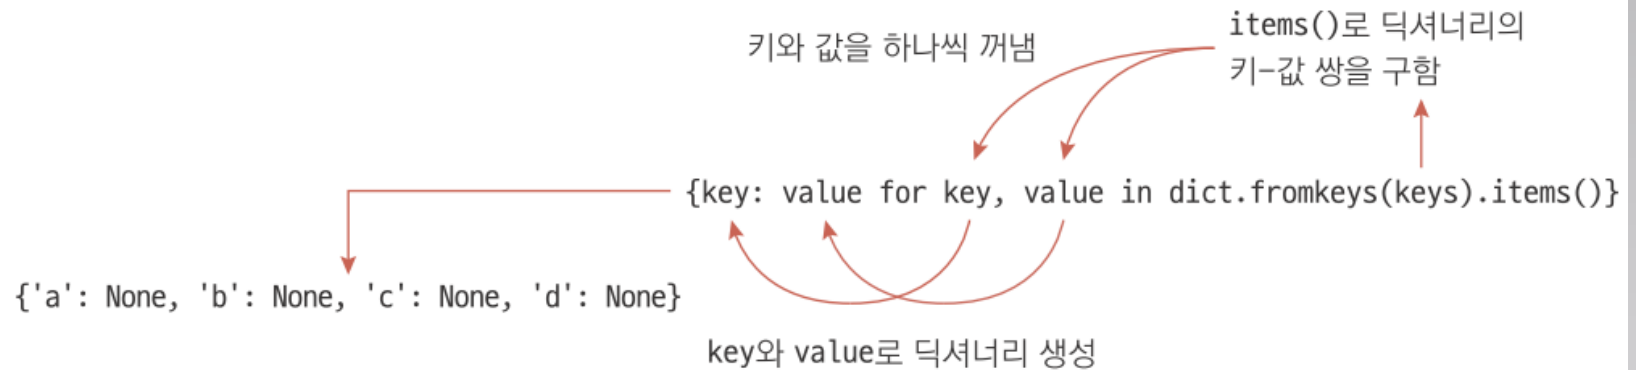 items()로 딕셔너리의
키-값 쌍을 구함
키와 값을 하나씩 꺼냄
{key: value for key, value in dict.fromkeys(keys).items()}
{'a': None, 'b': None, 'c': None, 'd': None}
key와 value로 딕셔너리 생성